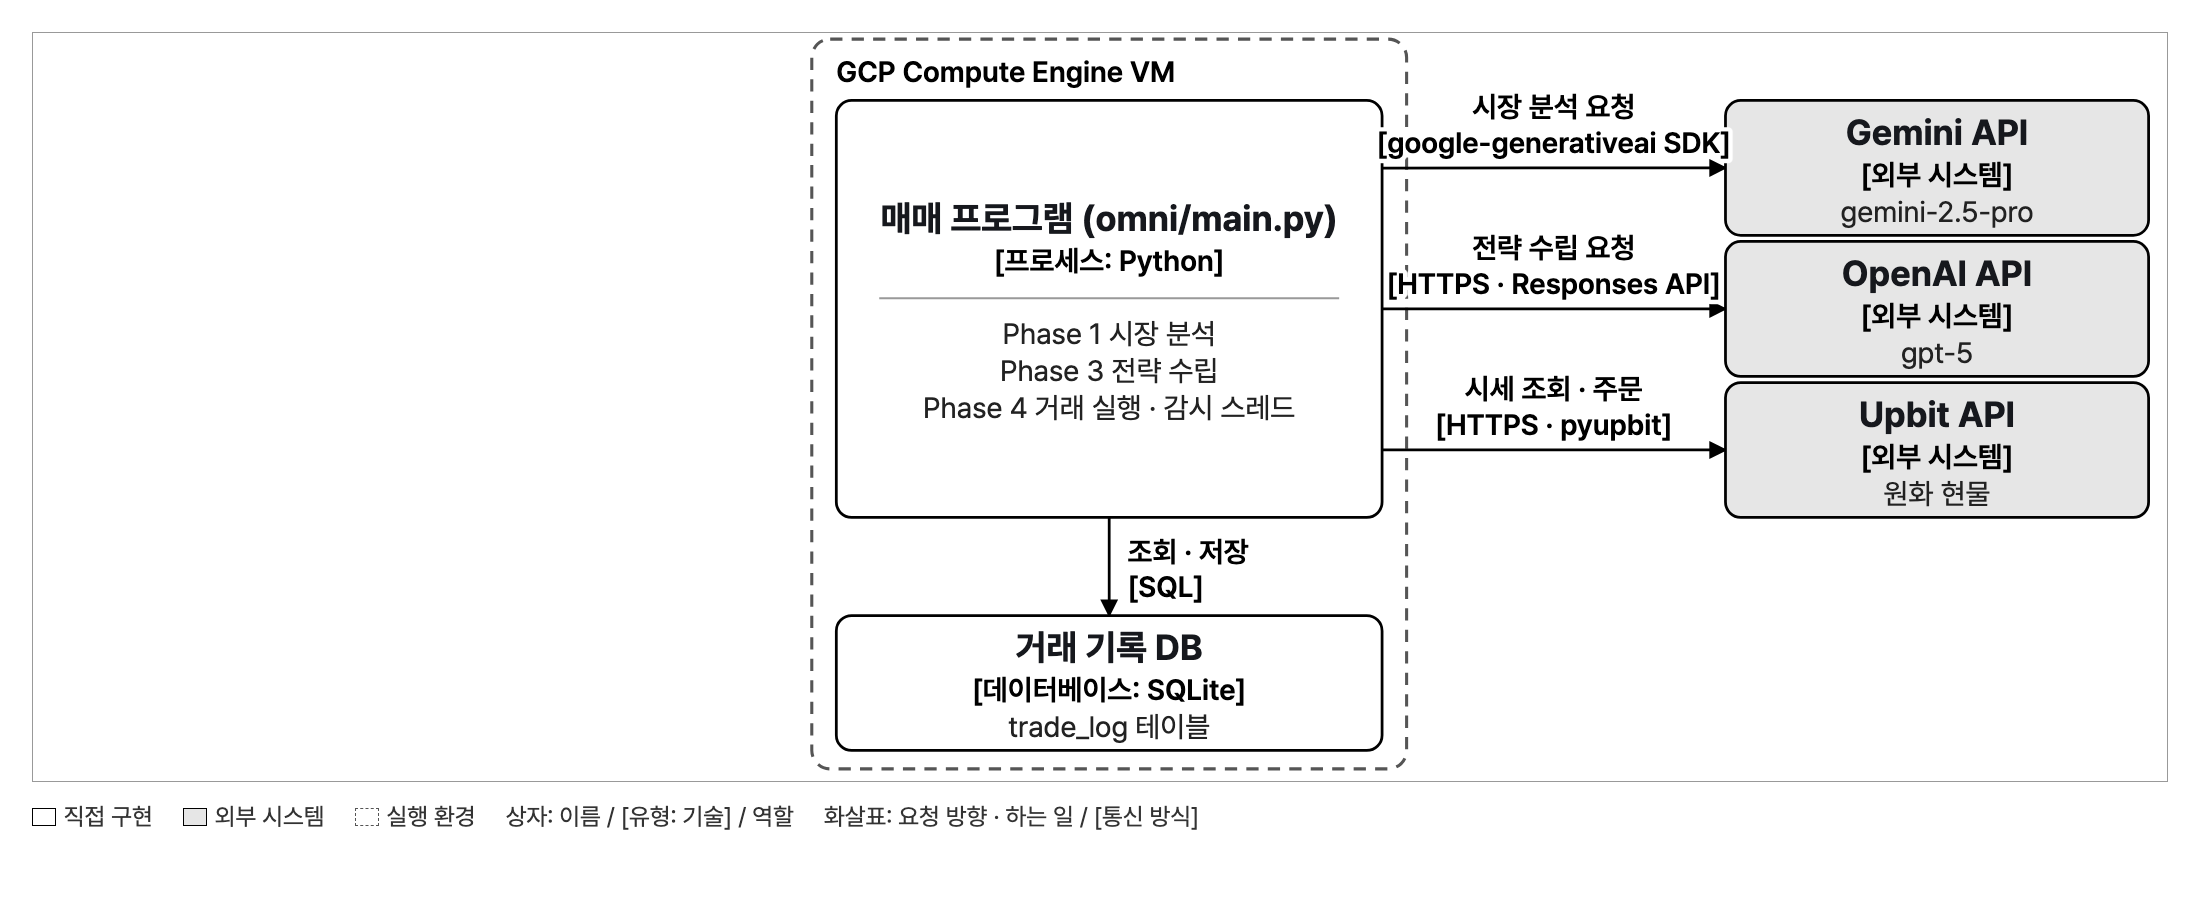 GCP Compute Engine VM
매매 프로그램 (omni/main.py)
[프로세스: Python]
Phase 1 시장 분석
Phase 3 전략 수립
Phase 4 거래 실행 · 감시 스레드
시장 분석 요청
[google-generativeai SDK]
전략 수립 요청
[HTTPS · Responses API]
시세 조회 · 주문
[HTTPS · pyupbit]
Gemini API
[외부 시스템]
gemini-2.5-pro
OpenAI API
[외부 시스템]
gpt-5
Upbit API
[외부 시스템]
원화 현물
조회 · 저장
[SQL]
거래 기록 DB
[데이터베이스: SQLite]
trade_log 테이블
직접 구현 외부 시스템 실행 환경 상자: 이름 / [유형: 기술] / 역할 화살표: 요청 방향 · 하는 일 / [통신 방식]